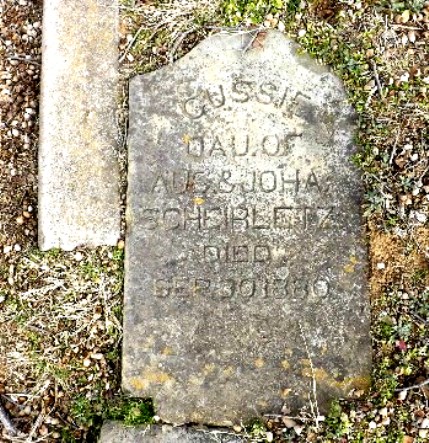 GUSSIE
DAU. OF
AUG. & JOHA.
SCHEIBLETZ
DIED
SEP. 30 1880